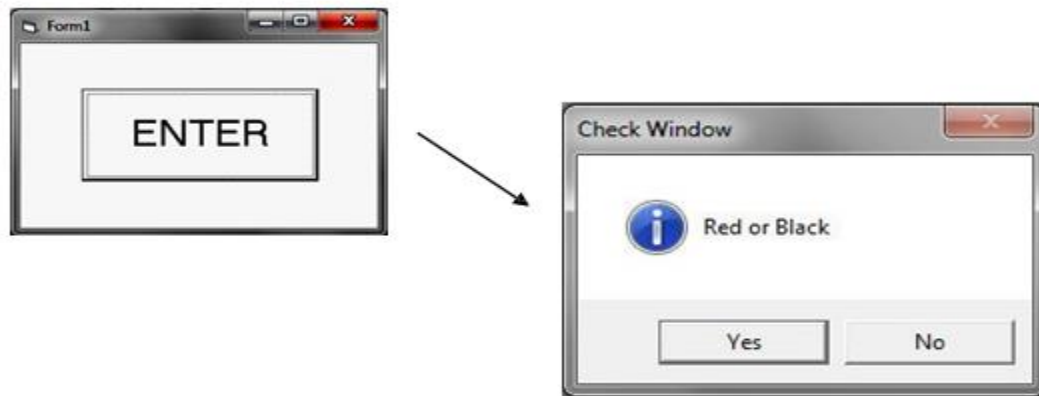 Form1
ENTER
Check Window
Red or Black
Yes
No